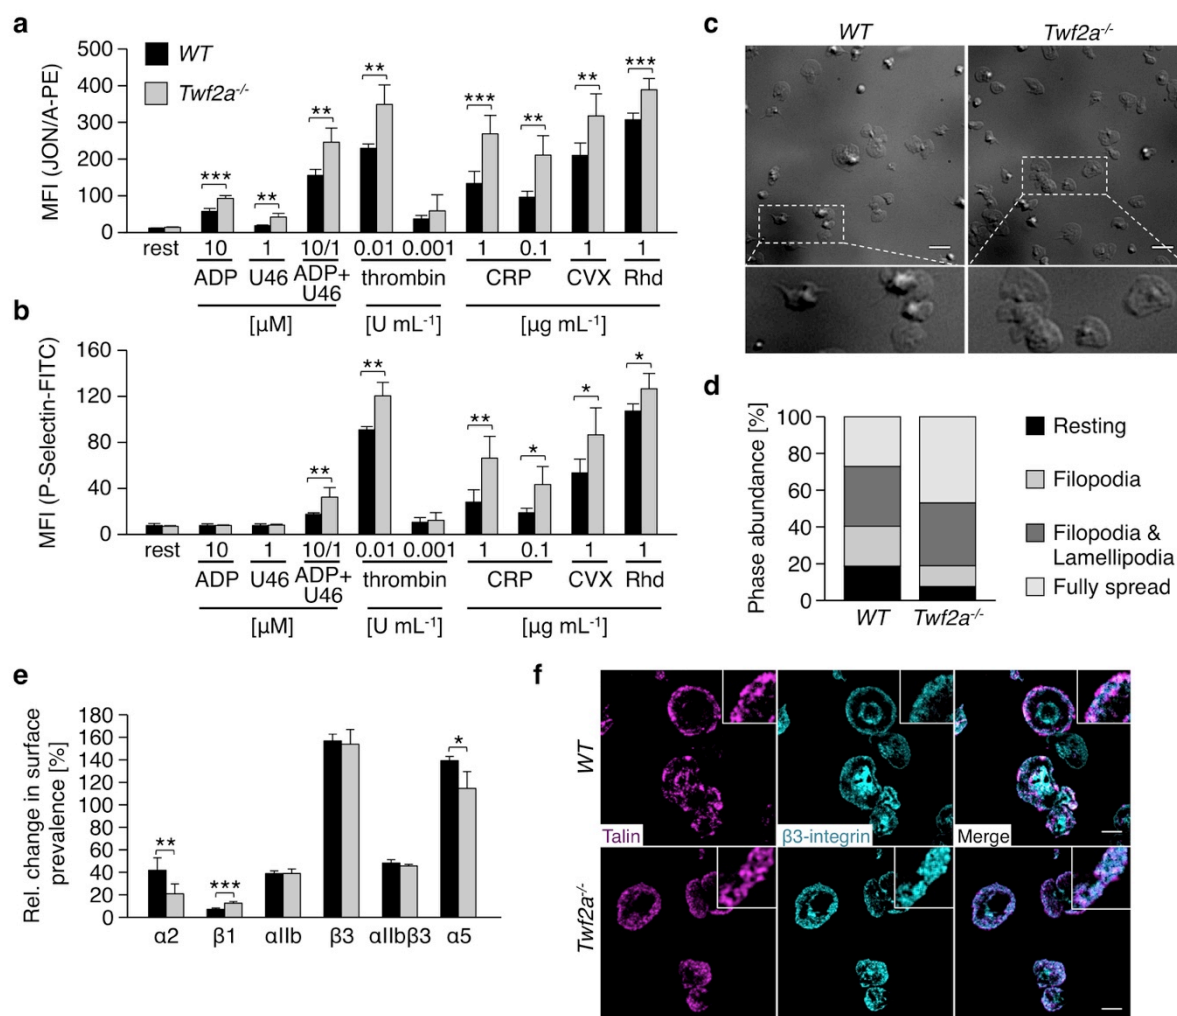 a
WT
Twf2a-/-
MFI (JON/A-PE)
500
400
300
200
100
0
*** ** ** ** *** ** ** ***
rest 10 1 10/1 0.01 0.001 1 0.1 1 1
ADP U46 ADP+ thrombin CRP CVX Rhd
U46
[µM] [U mL-1] [µg mL-1]
b
MFI (P-Selectin-FITC)
160
120
80
40
0
** ** ** * * *
rest 10 1 10/1 0.01 0.001 1 0.1 1 1
ADP U46 ADP+ thrombin CRP CVX Rhd
U46
[µM] [U mL-1] [µg mL-1]
c
WT Twf2a-/-
d
Phase abundance [%]
100
80
60
40
20
0
WT Twf2a-/-
Resting
Filopodia
Filopodia &
Lamellipodia
Fully spread
e
Rel. change in surface
prevalence [%]
180
160
140
120
100
80
60
40
20
0
** *** *
α2 β1 αIIb β3 αIIbβ3 α5
f
WT
Talin β3-integrin Merge
Twf2a-/-